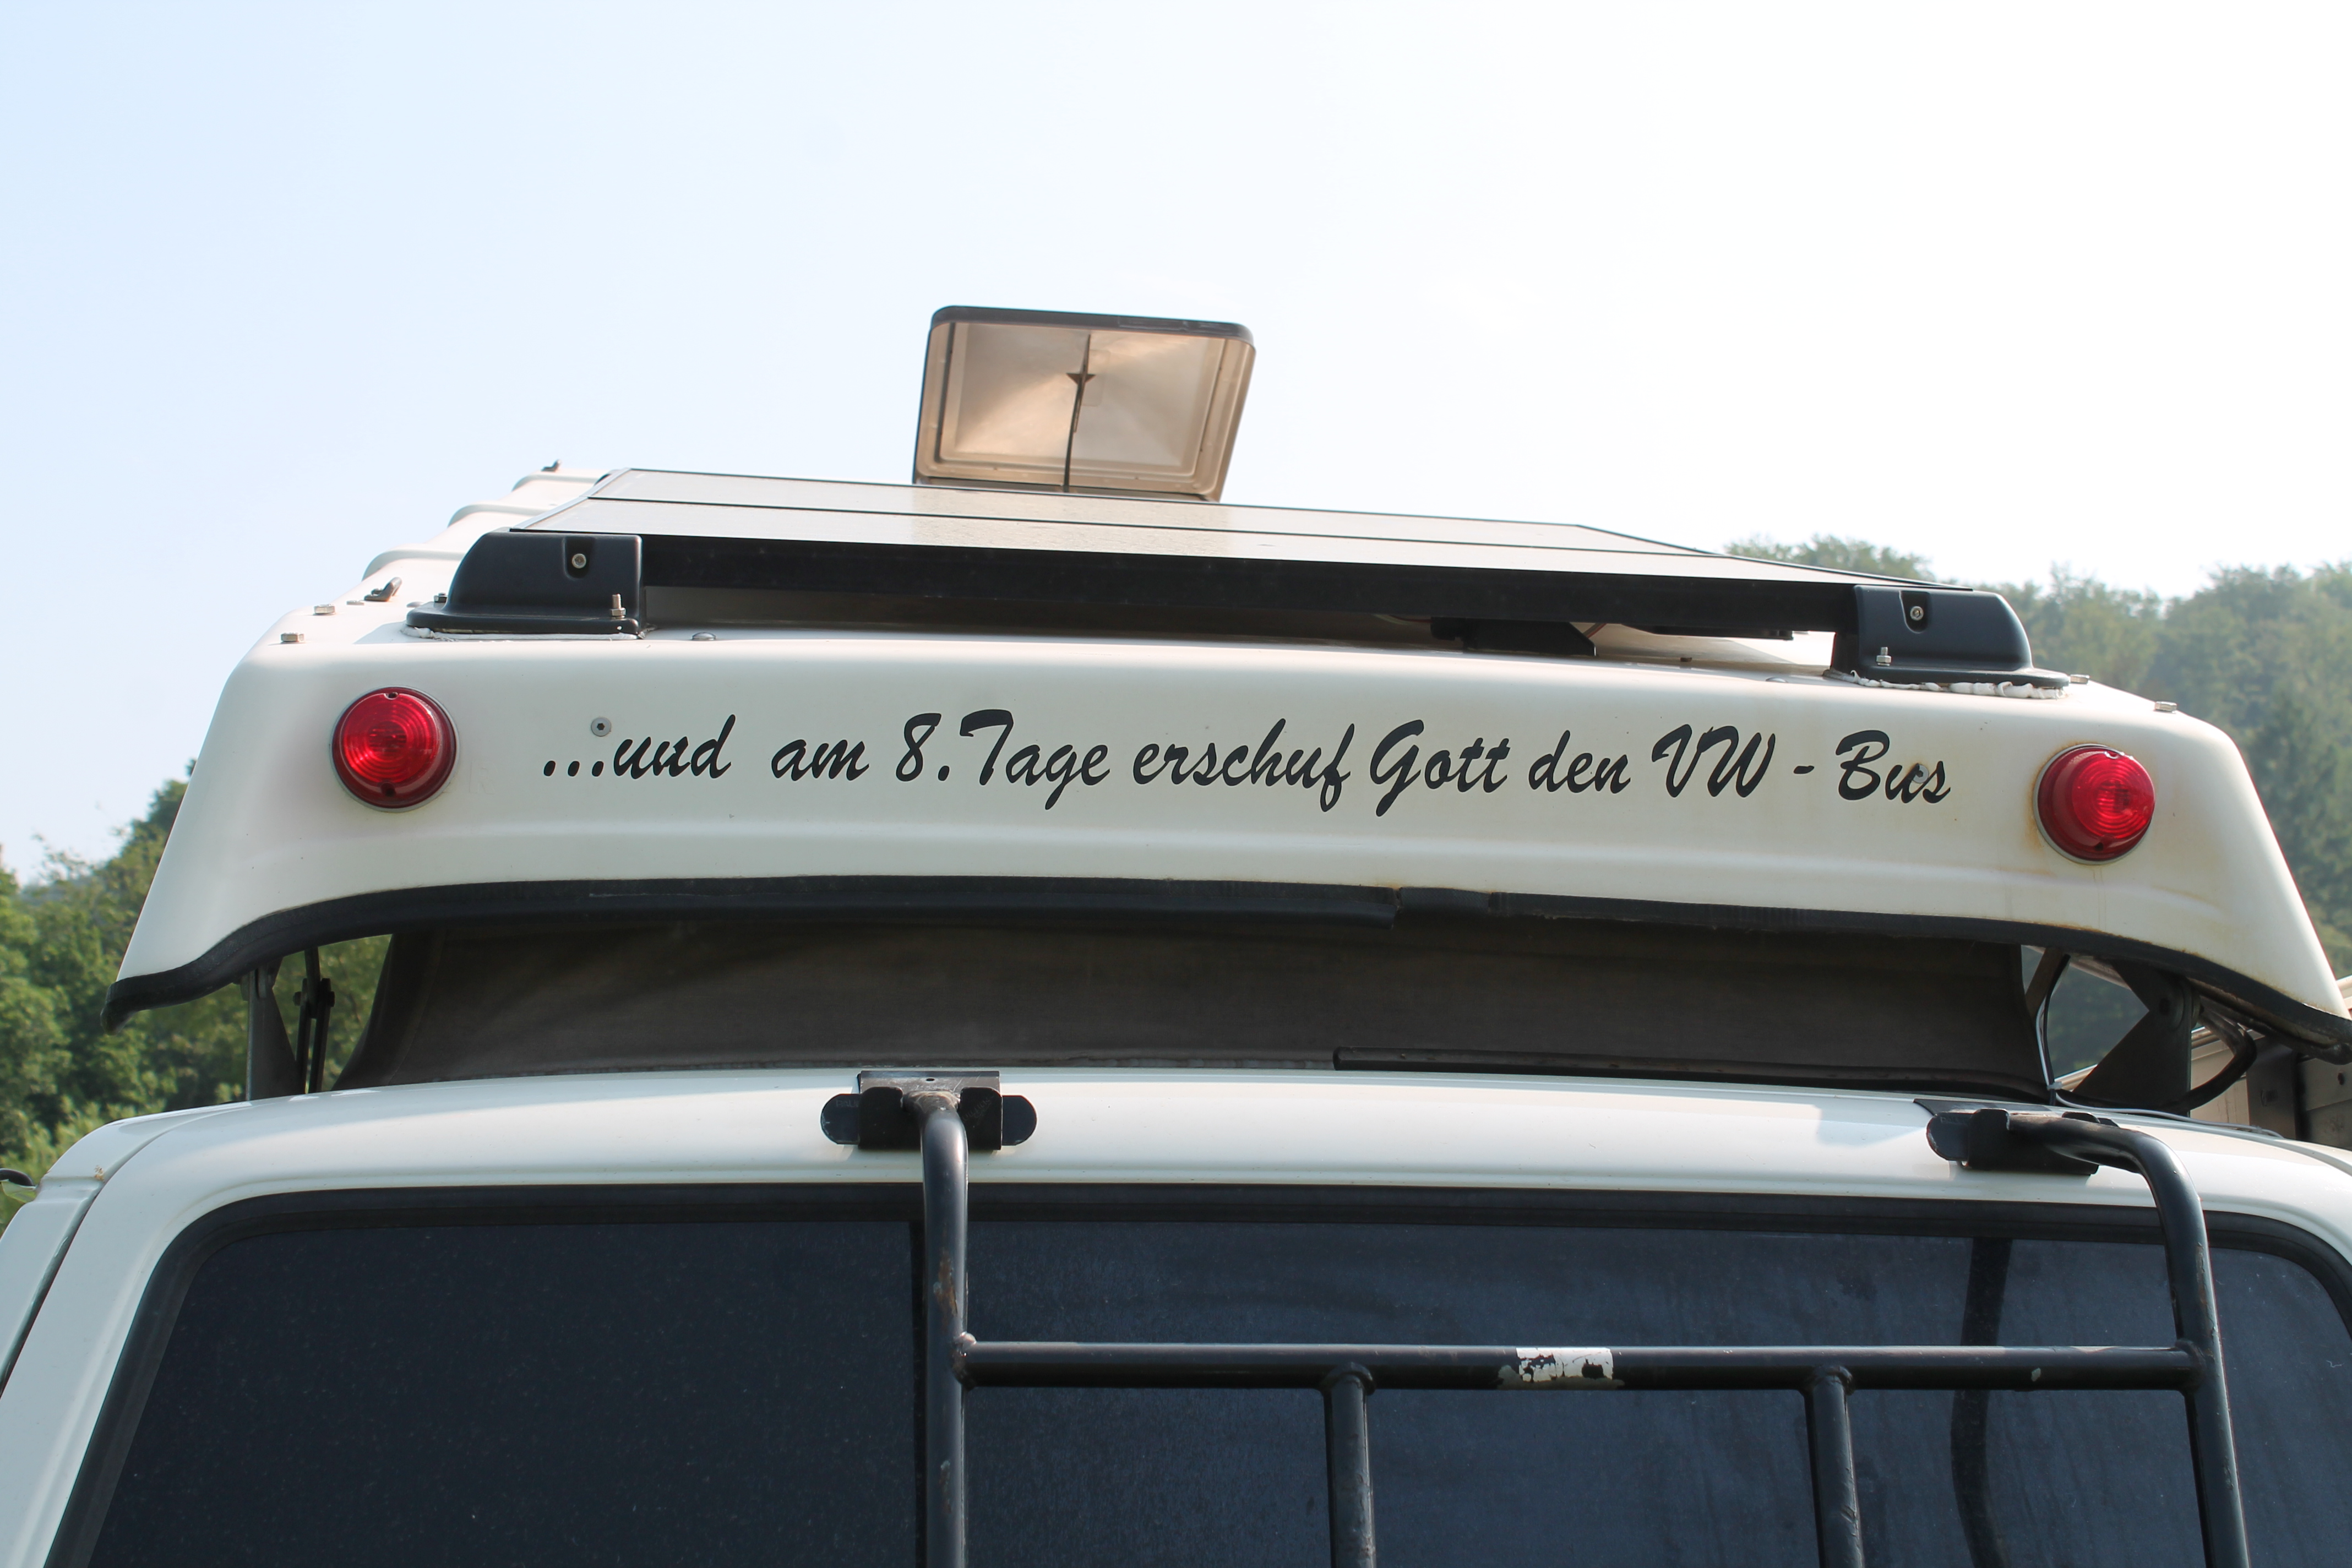 ...und am 8. Tage erschuf Gott den VW - Bus